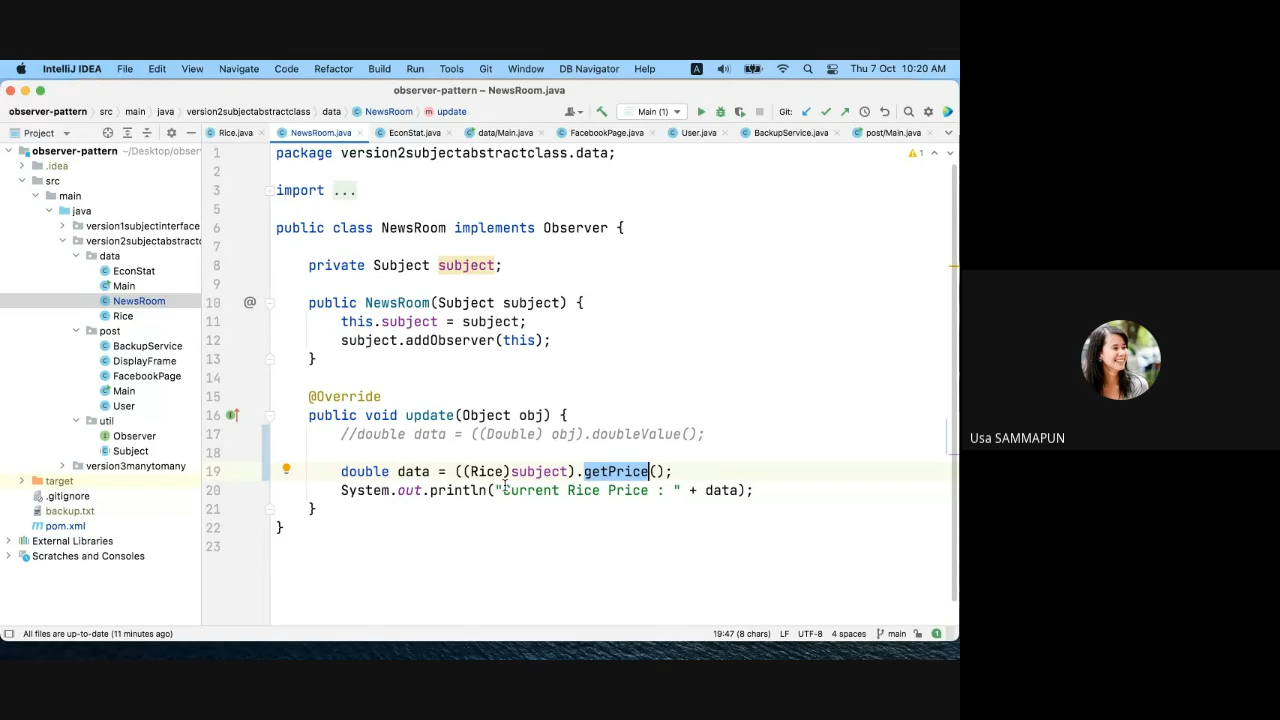 IntelliJ IDEA File Edit View Navigate Code Refactor Build Run Tools Git Window DB Navigator Help A Thu 7 Oct 10:20 AM
observer-pattern – NewsRoom.java
observer-pattern src main java version2subjectabstractclass data NewsRoom update Main (1) Git:
Project Rice.java NewsRoom.java EconStat.java data/Main.java FacebookPage.java User.java BackupService.java post/Main.java
observer-pattern ~/Desktop/obser
.idea
src
main
java
version1subjectinterface
version2subjectabstractc
data
EconStat
Main
NewsRoom
Rice
post
BackupService
DisplayFrame
FacebookPage
Main
User
util
Observer
Subject
version3manytomany
target
.gitignore
backup.txt
pom.xml
External Libraries
Scratches and Consoles
1 package version2subjectabstractclass.data;
2
3 import ...
5
6 public class NewsRoom implements Observer {
7
8 private Subject subject;
9
10 @ public NewsRoom(Subject subject) {
11 this.subject = subject;
12 subject.addObserver(this);
13 }
14
15 @Override
16 public void update(Object obj) {
17 //double data = ((Double) obj).doubleValue();
18
19 double data = ((Rice)subject).getPrice();
20 System.out.println("Current Rice Price : " + data);
21 }
22 }
23
1
All files are up-to-date (11 minutes ago) 19:47 (8 chars) LF UTF-8 4 spaces main 1
Usa SAMMAPUN